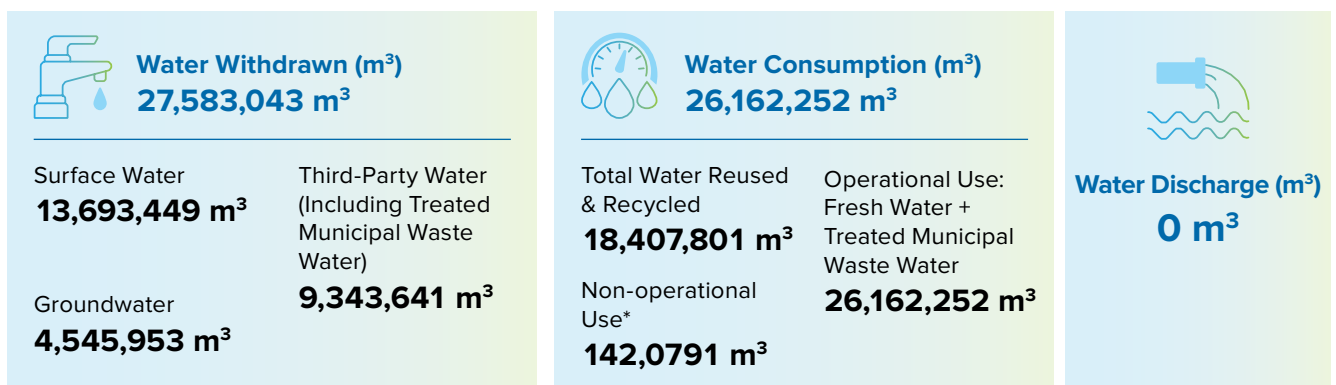 Water Withdrawn (m³)
27,583,043 m³
Surface Water
13,693,449 m³
Groundwater
4,545,953 m³
Third-Party Water
(Including Treated
Municipal Waste
Water)
9,343,641 m³
Water Consumption (m³)
26,162,252 m³
Total Water Reused
& Recycled
18,407,801 m³
Non-operational
Use*
142,0791 m³
Operational Use:
Fresh Water +
Treated Municipal
Waste Water
26,162,252 m³
Water Discharge (m³)
0 m³